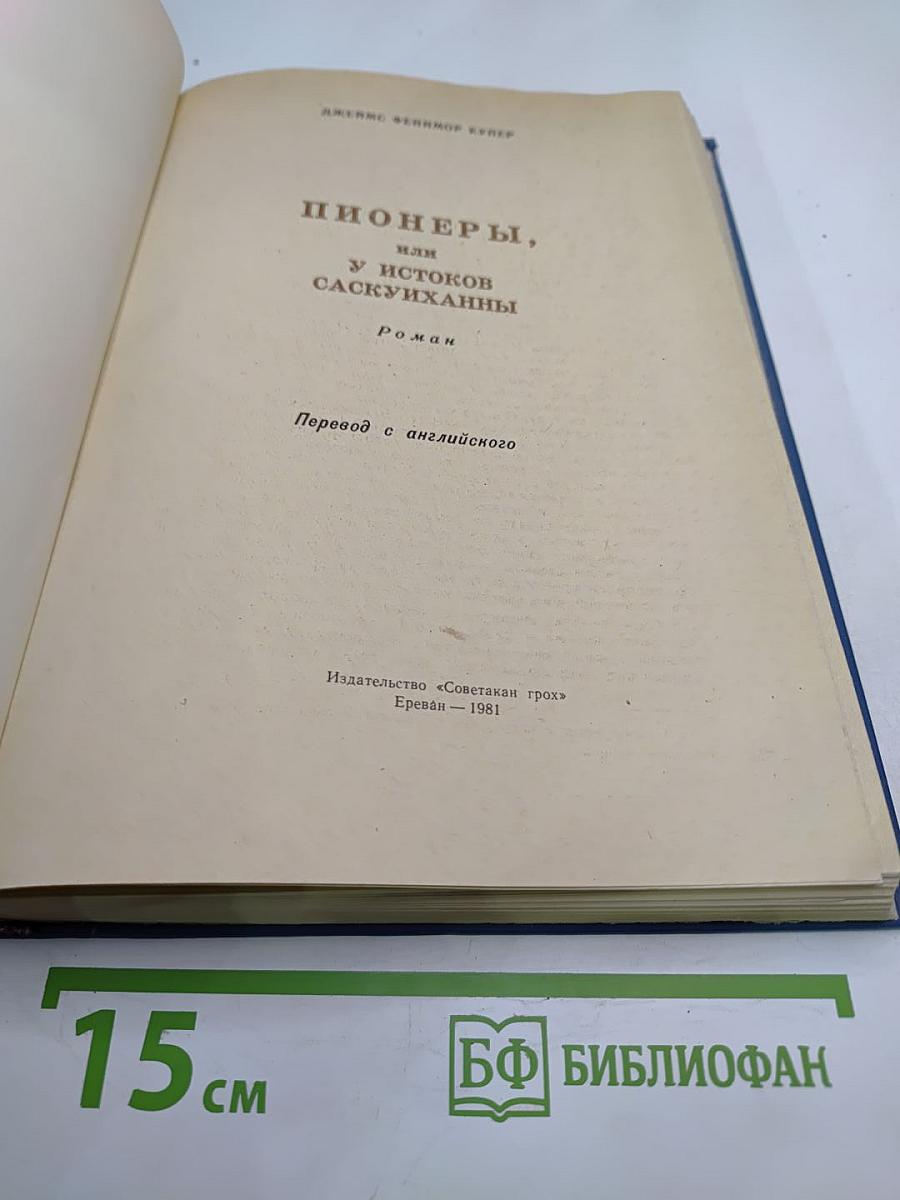 ДЖЕЙМС ФЕНИМОР КУПЕР
ПИОНЕРЫ,
или
У ИСТОКОВ
САСКУИХАННЫ
Роман
Перевод с английского
Издательство «Советакан грох»
Ереван — 1981
15 см
БФ БИБЛИОФАН